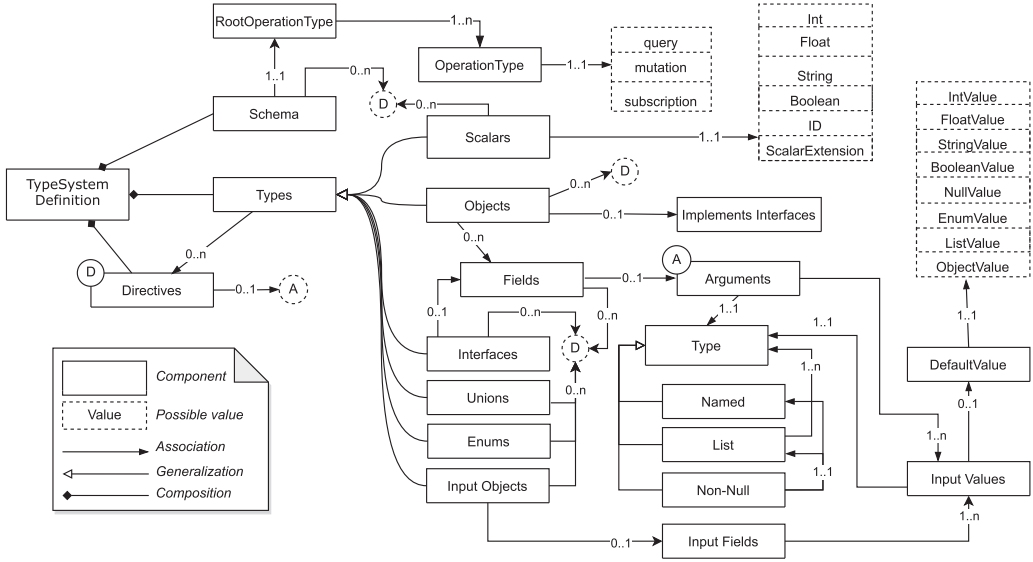 RootOperationType
1..n
OperationType
1..1
query
mutation
subscription
Int
Float
String
Boolean
ID
ScalarExtension
1..1
0..n
D
0..n
Schema
Scalars
1..1
IntValue
FloatValue
StringValue
BooleanValue
NullValue
EnumValue
ListValue
ObjectValue
TypeSystem
Definition
Types
Objects
0..n
D
0..1
Implements Interfaces
0..n
0..n
D
Directives
0..1
A
Fields
0..1
A
Arguments
0..1
0..n
0..n
1..1
1..1
1..1
Interfaces
D
Type
1..n
DefaultValue
0..n
0..1
Unions
Named
Enums
List
1..n
1..1
Input Objects
Non-Null
Input Values
0..1
Input Fields
1..n
Component
Value
Possible value
Association
Generalization
Composition